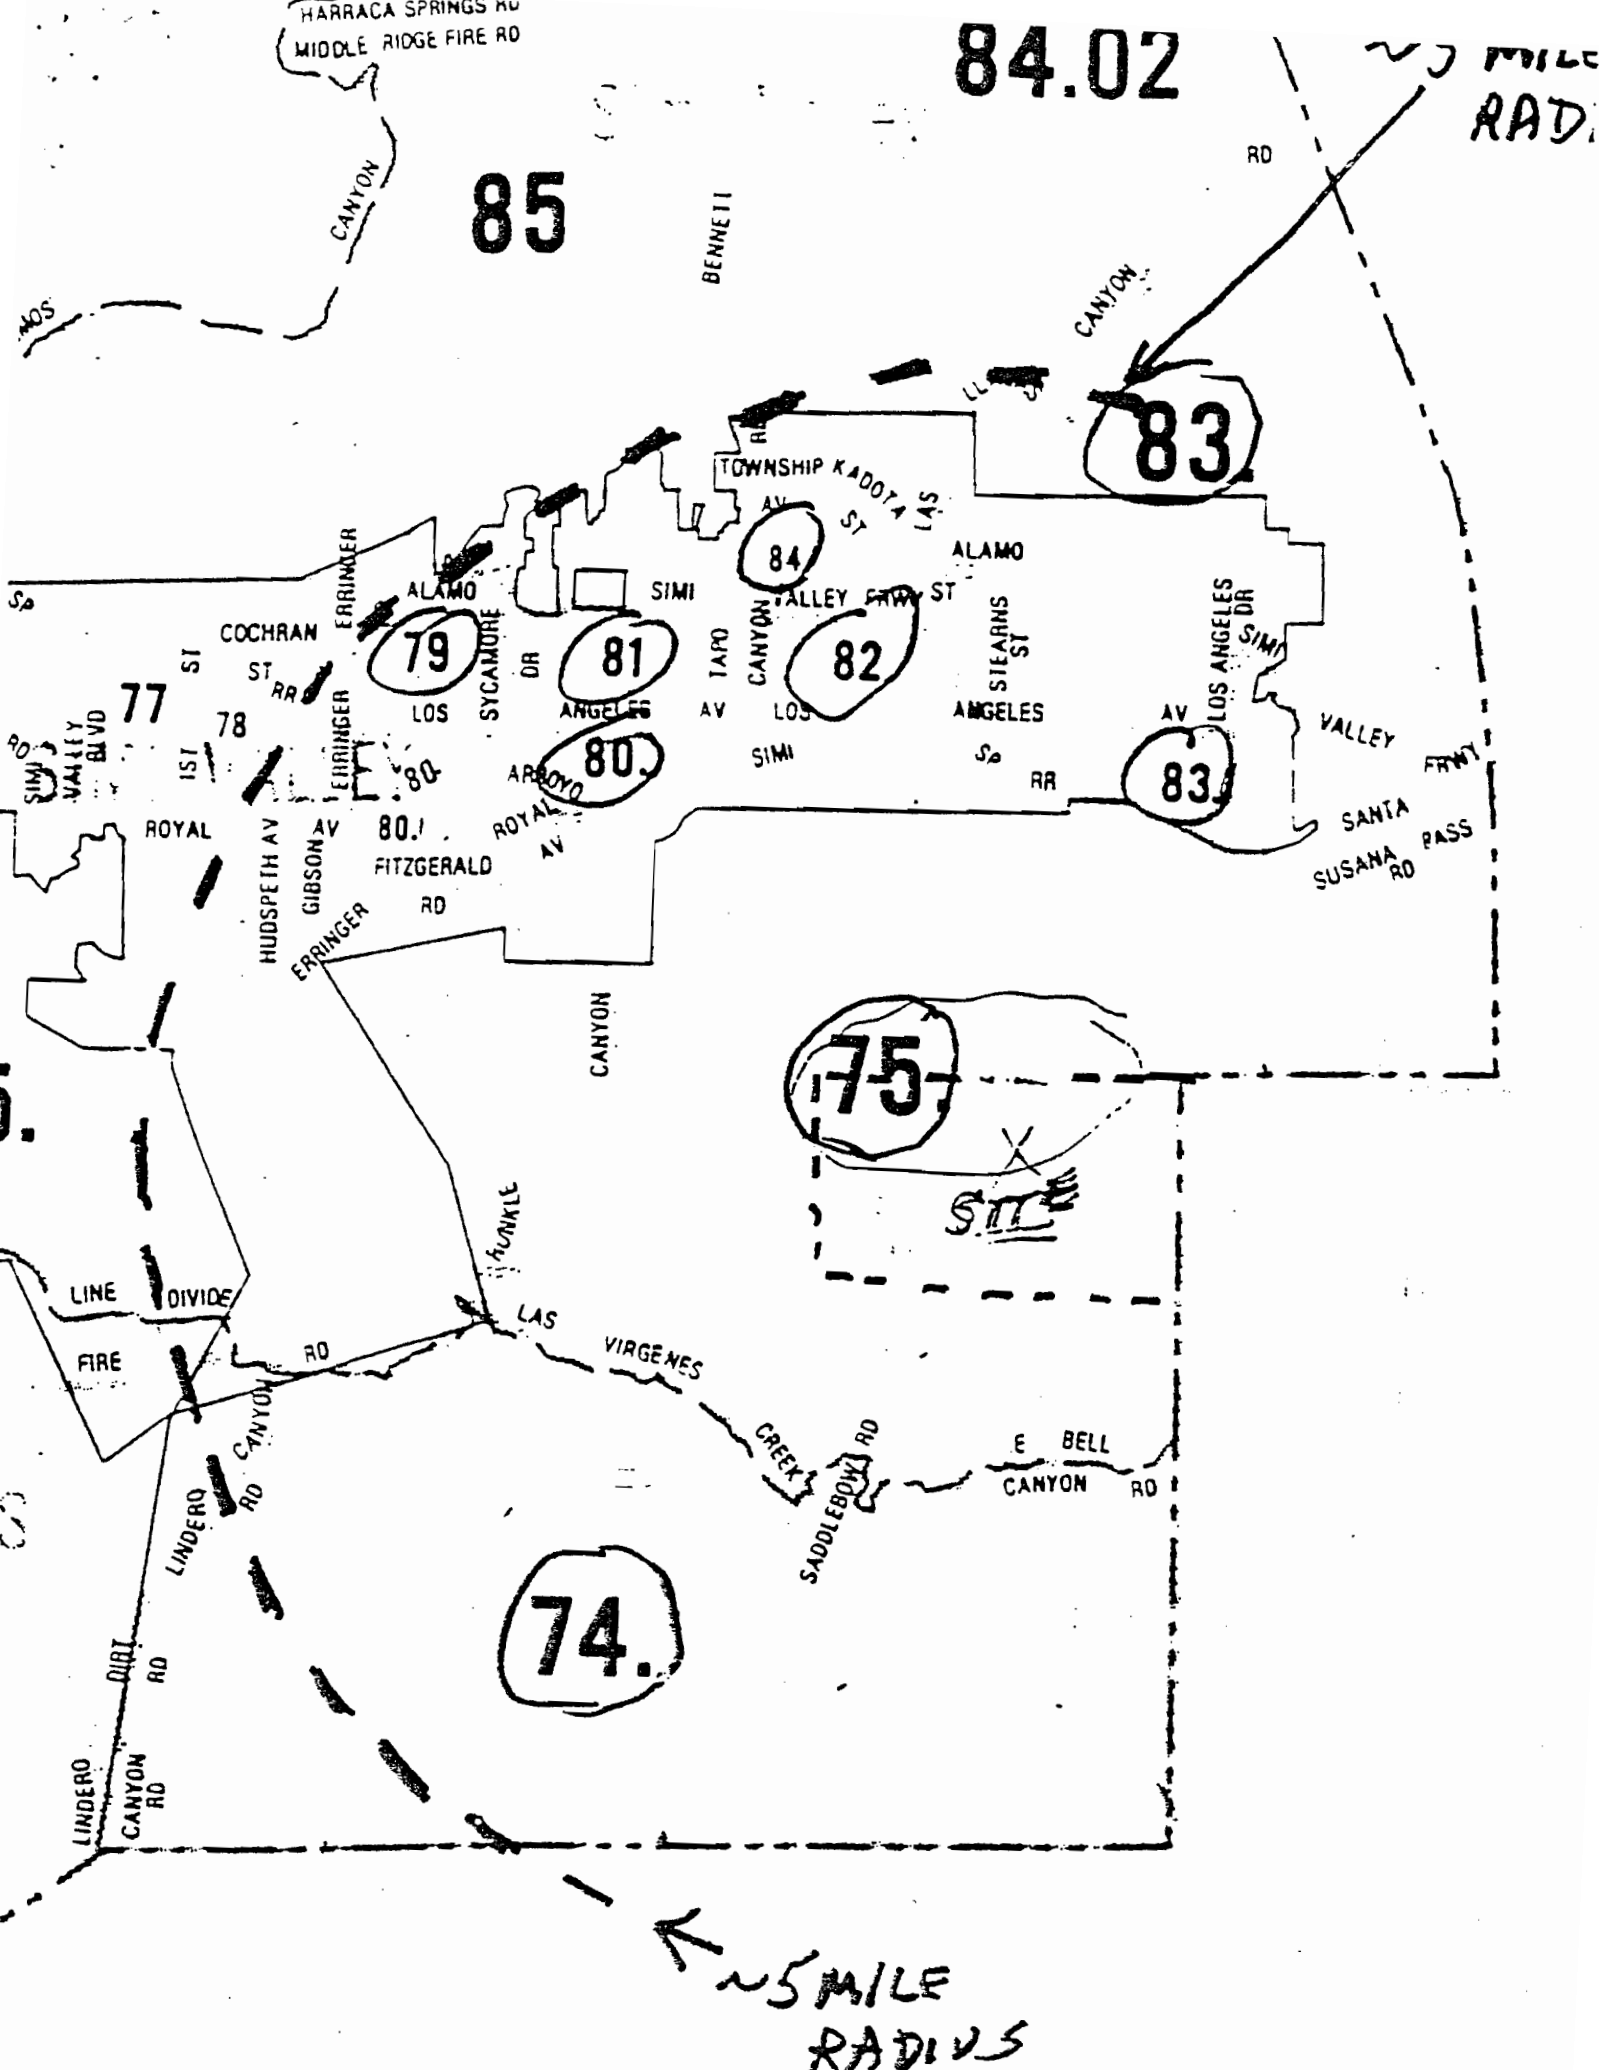 HARRACA SPRINGS RD
MIDDLE RIDGE FIRE RD
84.02
MILE
RAD
RD
CANYON
85
BENNETT
CANYON
83.
TOWNSHIP
KADOTA
LAS
AV
ST
ERRINGER
84
ALAMO
ALAMO
SIMI
VALLEY FRWY
ST
Sp
COCHRAN
ST
ST
RR
79
SYCAMORE
DR
81
TAPO
CANYON
82
STEARNS
ST
LOS ANGELES
DR
SIMI
77
78
ERRINGER
LOS
ANGELES
AV
LOS
ANGELES
AV
VALLEY
FRWY
RD
SIMI
VALLEY
BLVD
1ST
80.
ARROYO
80.
SIMI
Sp
RR
83.
ROYAL
AV
80.
ROYAL
AV
SANTA
SUSANA
PASS
RD
HUDSPETH AV
GIBSON
FITZGERALD
RD
ERRINGER
CANYON
75.
SITE
RUNKLE
LINE
DIVIDE
FIRE
RD
LAS
VIRGENES
CREEK
CANYON
RD
LINDERO
SADDLEBOW RD
E BELL
CANYON
RD
74.
DIRT
RD
LINDERO
CANYON
RD
~5 MILE
RADIUS